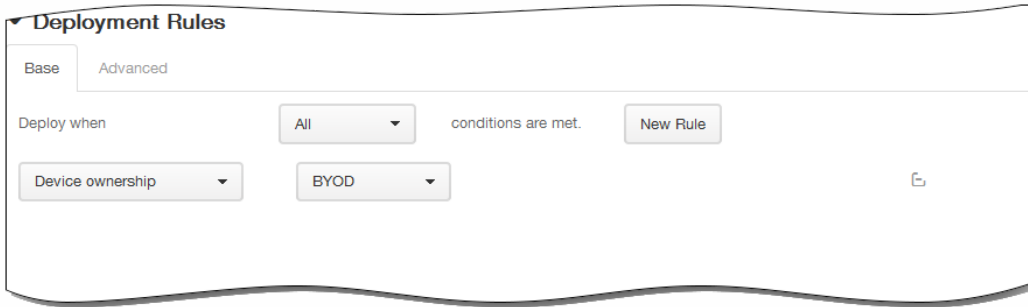 Deployment Rules
Base Advanced
Deploy when All conditions are met. New Rule
Device ownership BYOD